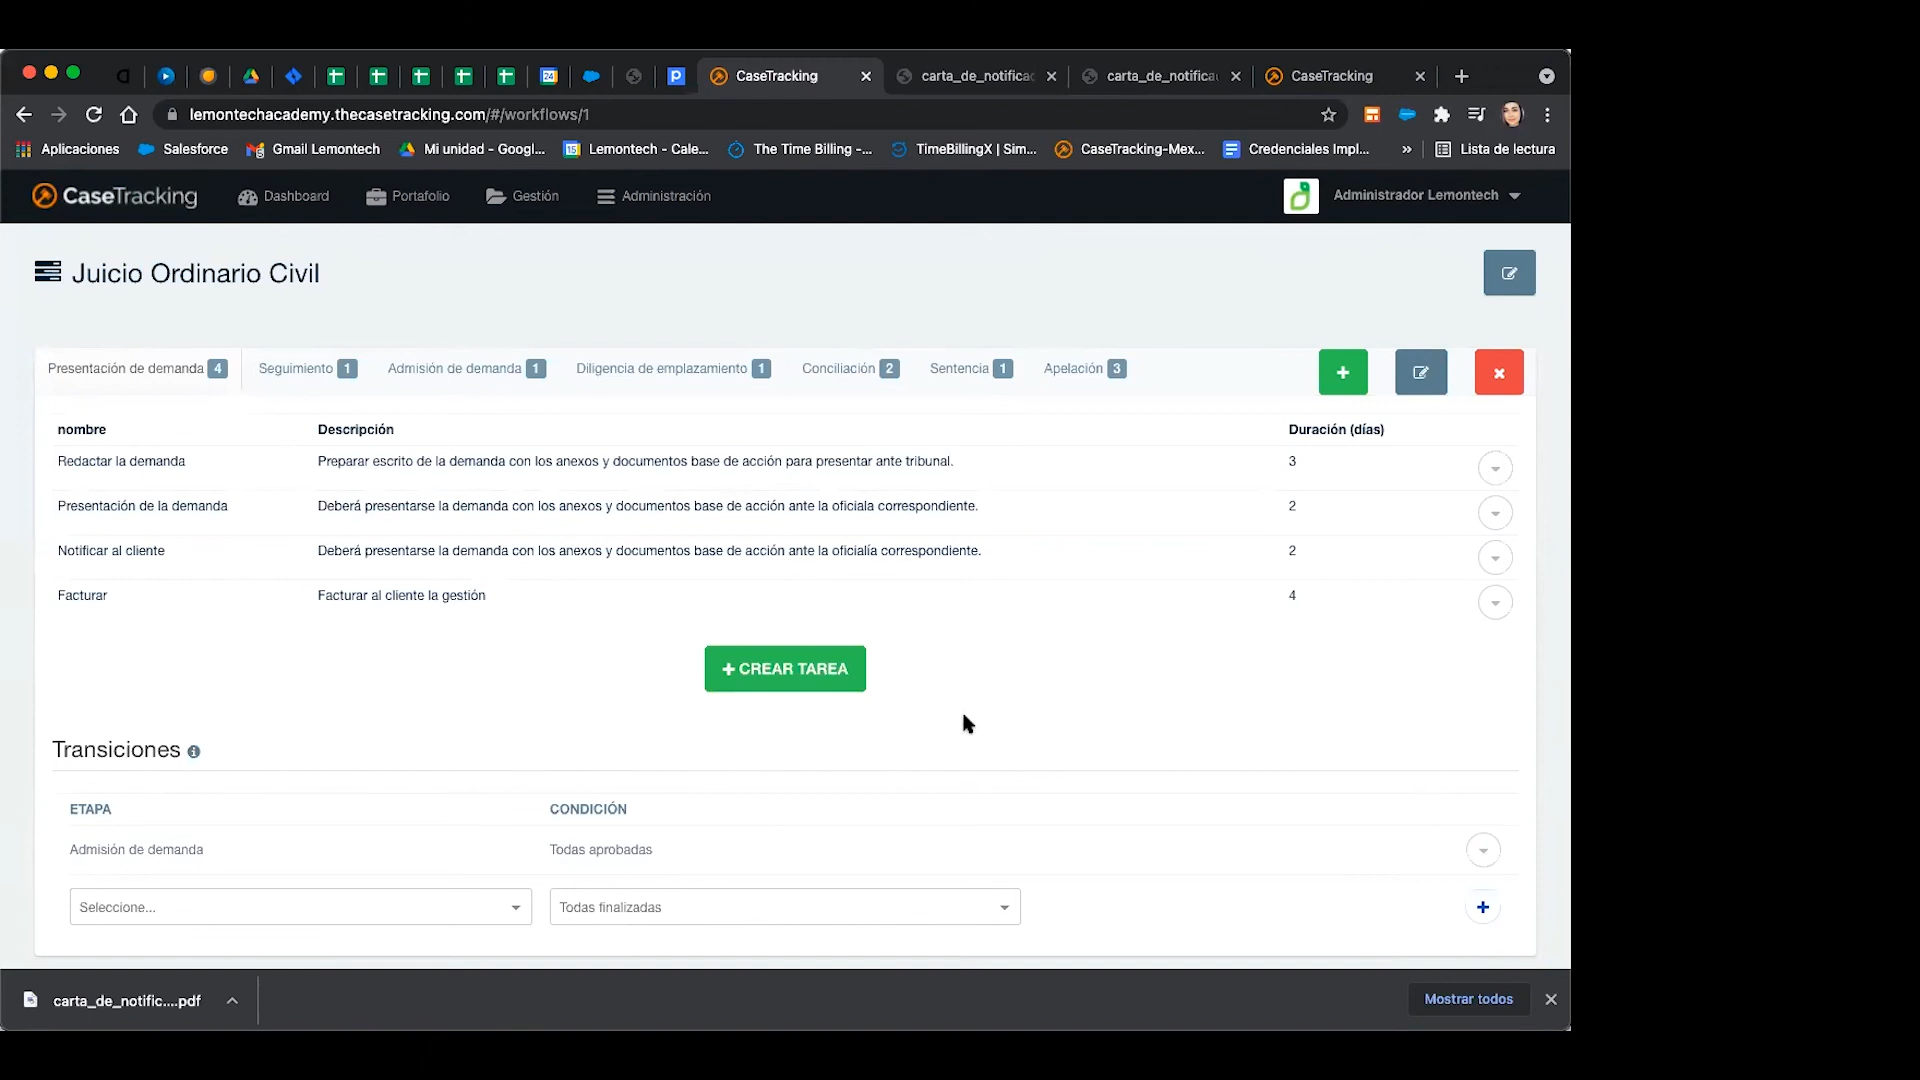 CaseTracking carta_de_notifica carta_de_notifica CaseTracking
lemontechacademy.thecasetracking.com/#/workflows/1
Aplicaciones Salesforce Gmail Lemontech Mi unidad - Googl... Lemontech - Cale... The Time Billing -... TimeBillingX | Sim... CaseTracking-Mex... Credenciales Impl... » Lista de lectura
CaseTracking Dashboard Portafolio Gestión Administración Administrador Lemontech
Juicio Ordinario Civil
Presentación de demanda 4 Seguimiento 1 Admisión de demanda 1 Diligencia de emplazamiento 1 Conciliación 2 Sentencia 1 Apelación 3
nombre Descripción Duración (días)
Redactar la demanda Preparar escrito de la demanda con los anexos y documentos base de acción para presentar ante tribunal. 3
Presentación de la demanda Deberá presentarse la demanda con los anexos y documentos base de acción ante la oficiala correspondiente. 2
Notificar al cliente Deberá presentarse la demanda con los anexos y documentos base de acción ante la oficialía correspondiente. 2
Facturar Facturar al cliente la gestión 4
+ CREAR TAREA
Transiciones
ETAPA CONDICIÓN
Admisión de demanda Todas aprobadas
Seleccione... Todas finalizadas
carta_de_notific....pdf Mostrar todos